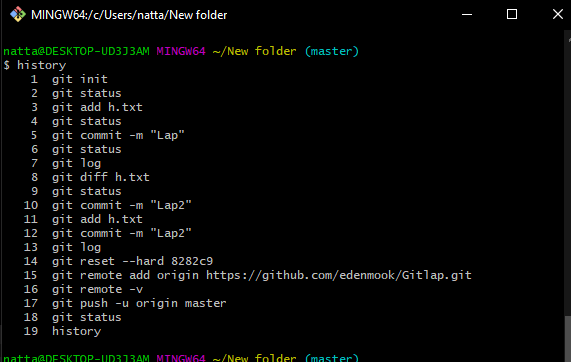 MINGW64:/c/Users/natta/New folder
natta@DESKTOP-UD3J3AM MINGW64 ~/New folder (master)
$ history
1 git init
2 git status
3 git add h.txt
4 git status
5 git commit -m "Lap"
6 git status
7 git log
8 git diff h.txt
9 git status
10 git commit -m "Lap2"
11 git add h.txt
12 git commit -m "Lap2"
13 git log
14 git reset --hard 8282c9
15 git remote add origin https://github.com/edenmook/Gitlap.git
16 git remote -v
17 git push -u origin master
18 git status
19 history
natta@DESKTOP-UD3J3AM MINGW64 ~/New folder (master)